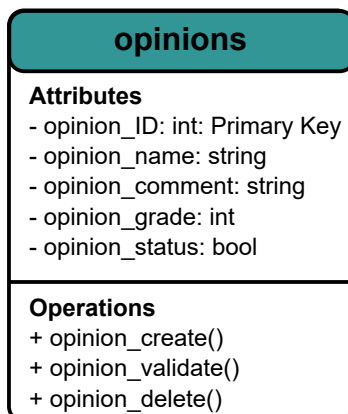 opinions
Attributes
- opinion_ID: int: Primary Key
- opinion_name: string
- opinion_comment: string
- opinion_grade: int
- opinion_status: bool
Operations
+ opinion_create()
+ opinion_validate()
+ opinion_delete()